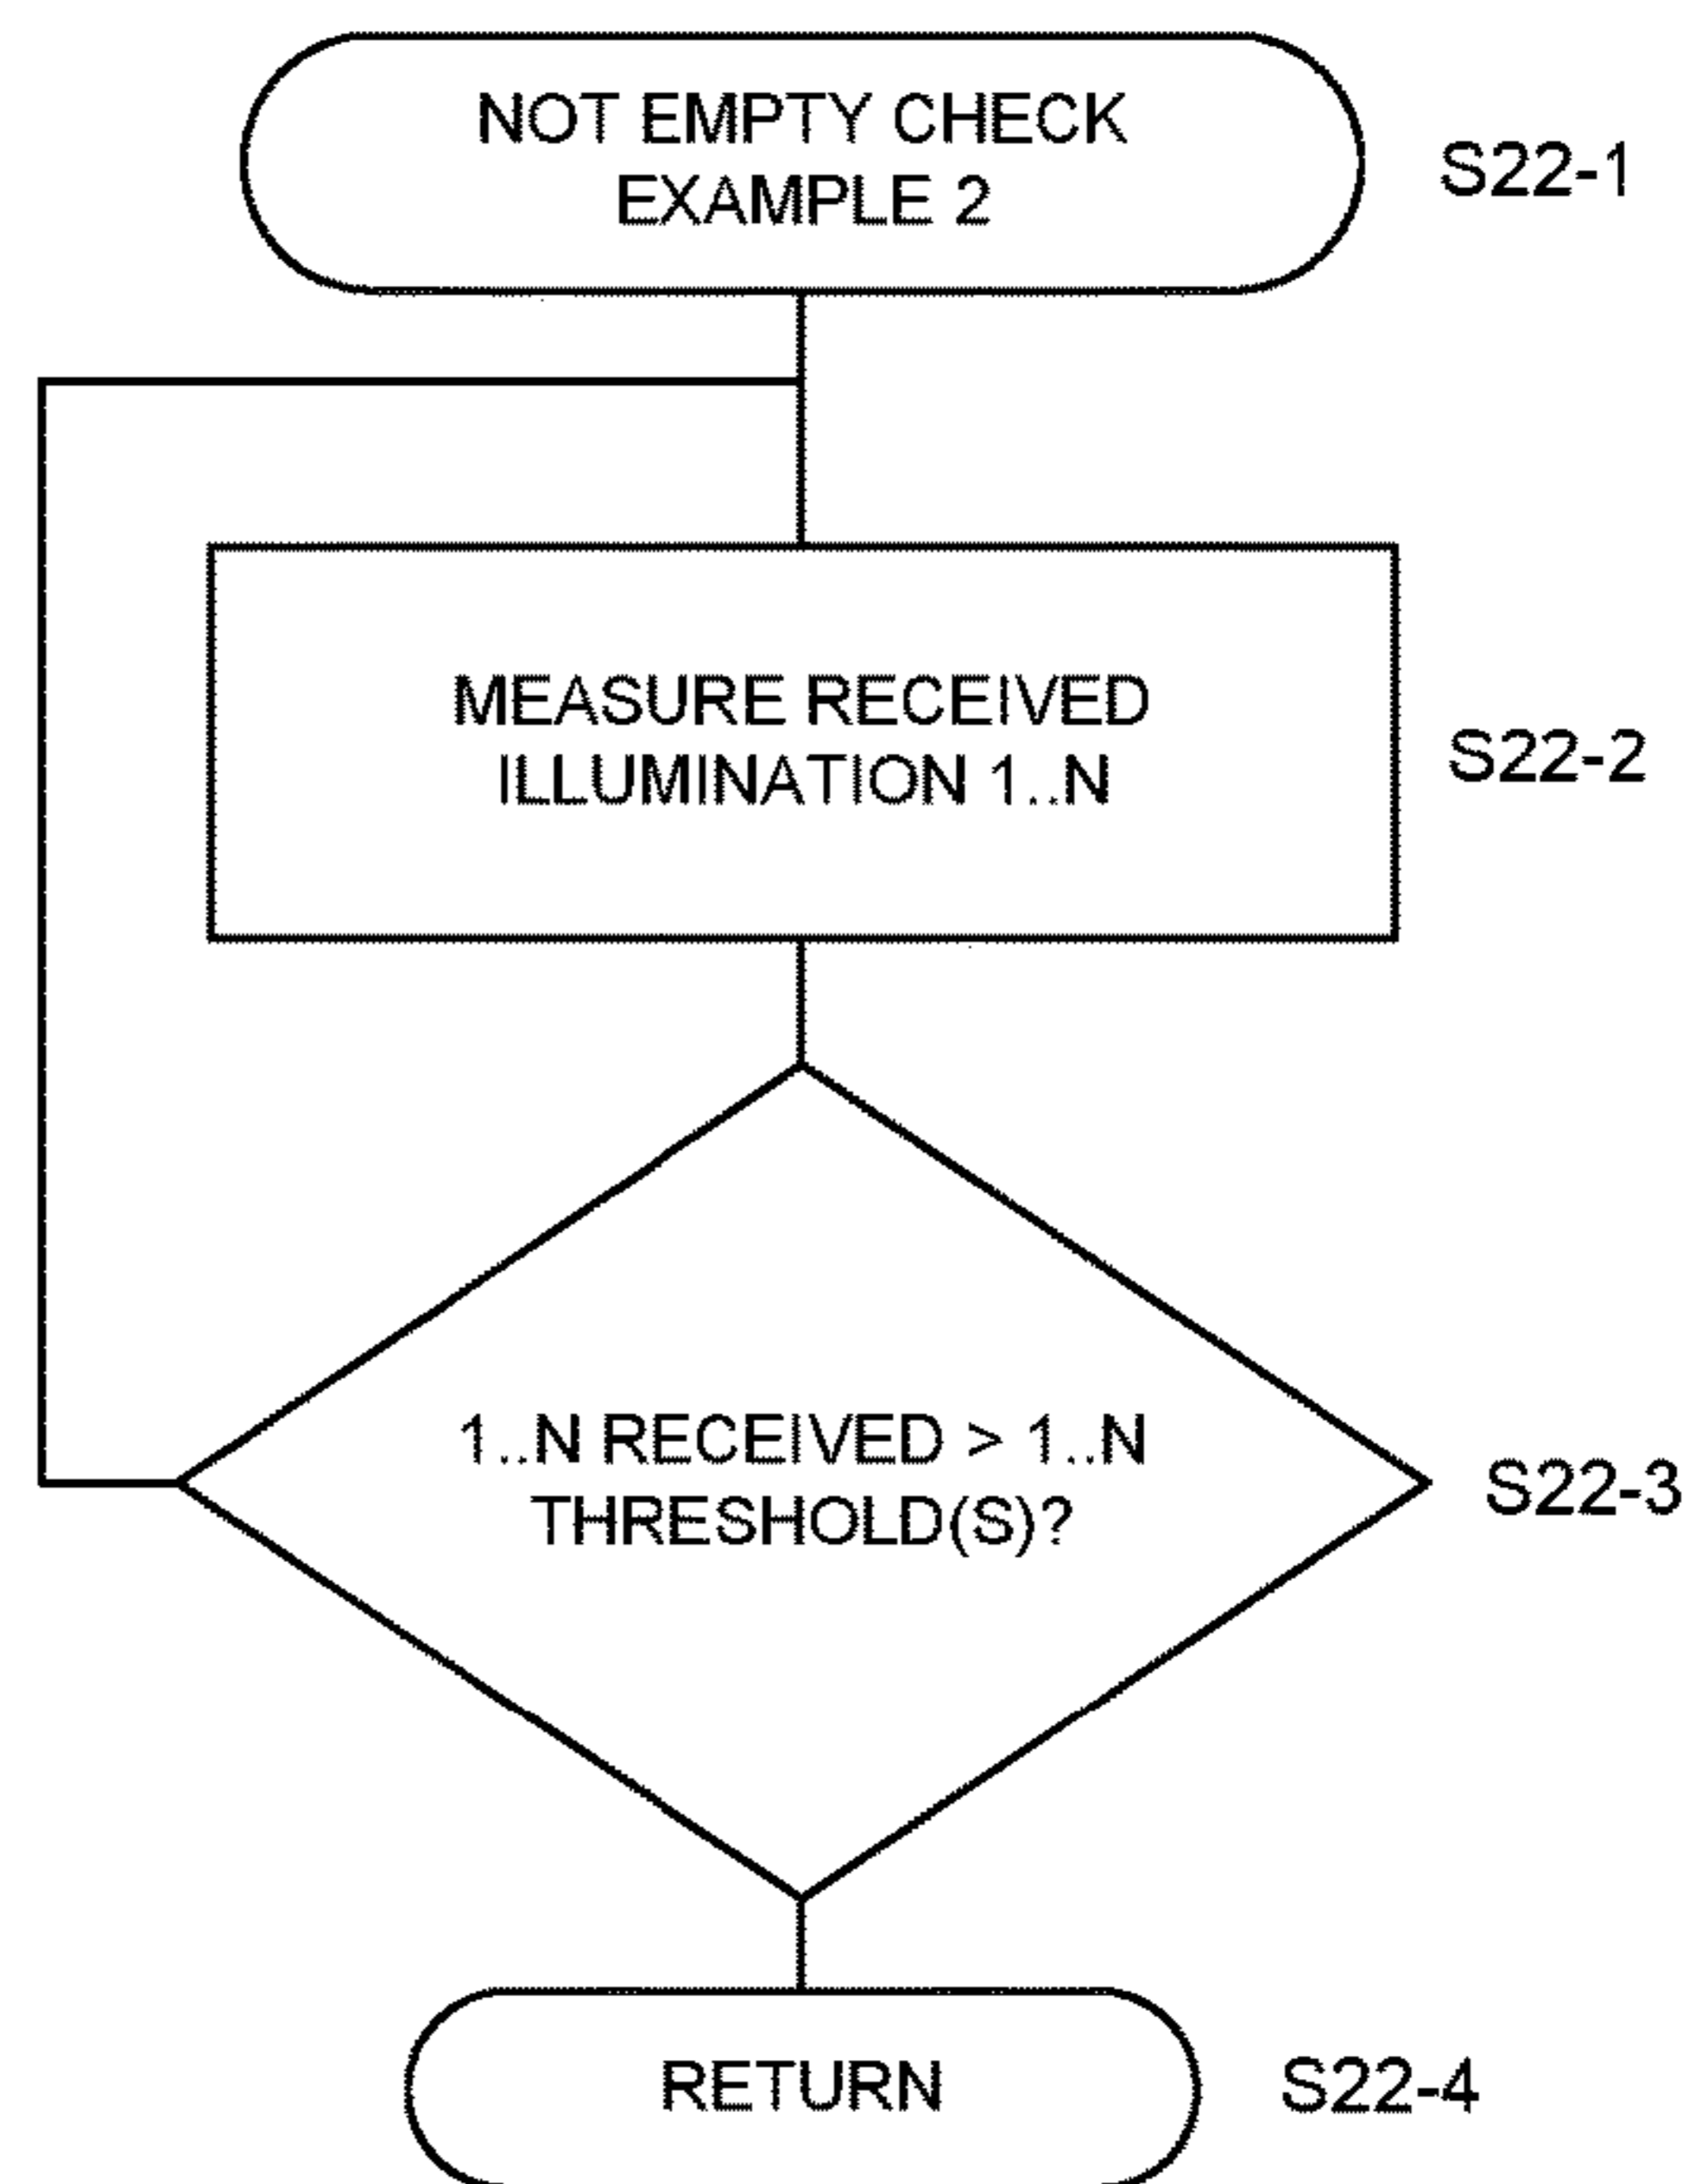 NOT EMPTY CHECK
EXAMPLE 2
S22-1
MEASURE RECEIVED
ILLUMINATION 1..N
S22-2
1..N RECEIVED > 1..N
THRESHOLD(S)?
S22-3
RETURN
S22-4